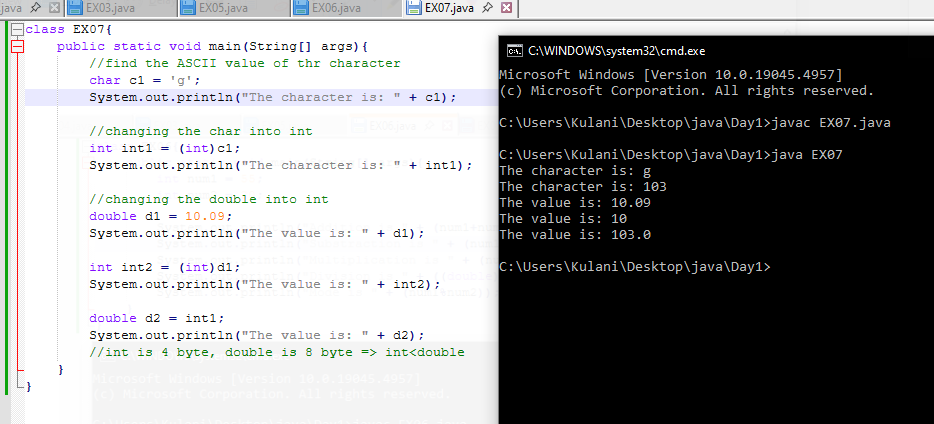 java EX03.java EX05.java EX06.java EX07.java
class EX07{
public static void main(String[] args){
//find the ASCII value of thr character
char c1 = 'g';
System.out.println("The character is: " + c1);
//changing the char into int
int int1 = (int)c1;
System.out.println("The character is: " + int1);
//changing the double into int
double d1 = 10.09;
System.out.println("The value is: " + d1);
int int2 = (int)d1;
System.out.println("The value is: " + int2);
double d2 = int1;
System.out.println("The value is: " + d2);
//int is 4 byte, double is 8 byte => int<double
}
}
C:\WINDOWS\system32\cmd.exe
Microsoft Windows [Version 10.0.19045.4957]
(c) Microsoft Corporation. All rights reserved.
C:\Users\Kulani\Desktop\java\Day1>javac EX07.java
C:\Users\Kulani\Desktop\java\Day1>java EX07
The character is: g
The character is: 103
The value is: 10.09
The value is: 10
The value is: 103.0
C:\Users\Kulani\Desktop\java\Day1>